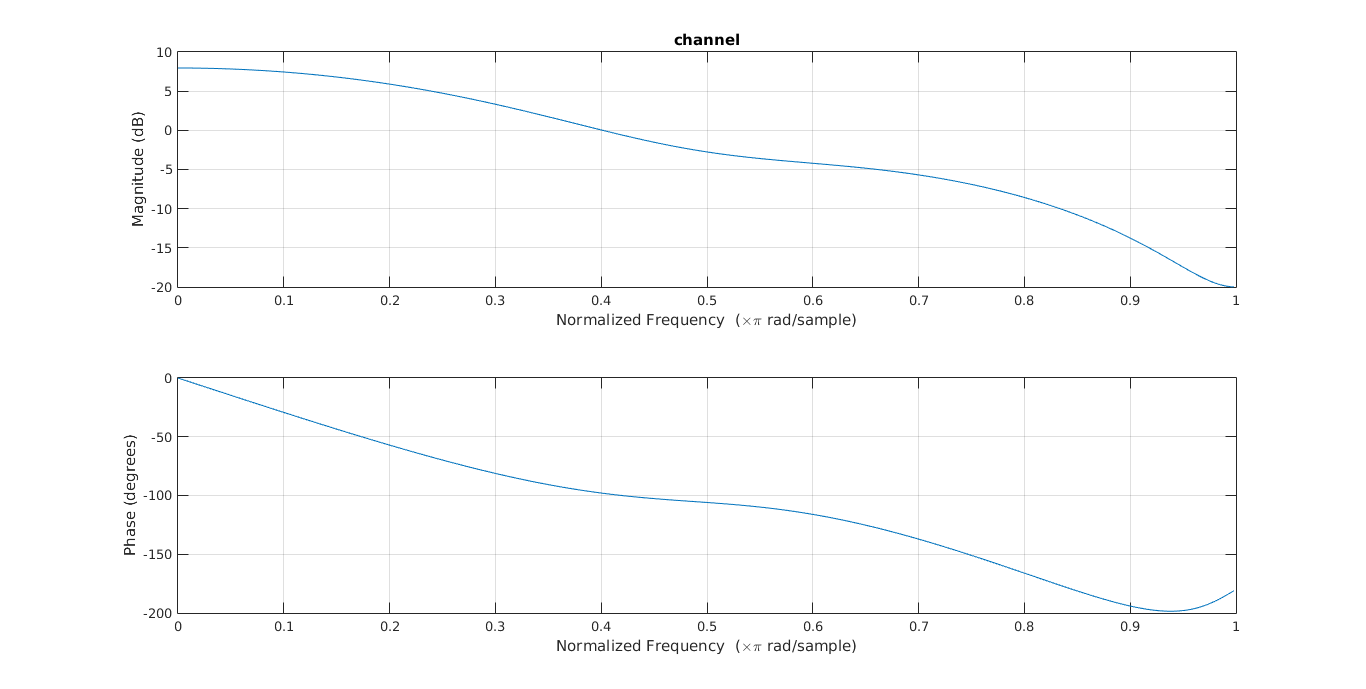 channel
10
5
0
-5
-10
-15
-20
Magnitude (dB)
0 0.1 0.2 0.3 0.4 0.5 0.6 0.7 0.8 0.9 1
Normalized Frequency (×π rad/sample)
0
-50
-100
-150
-200
Phase (degrees)
0 0.1 0.2 0.3 0.4 0.5 0.6 0.7 0.8 0.9 1
Normalized Frequency (×π rad/sample)